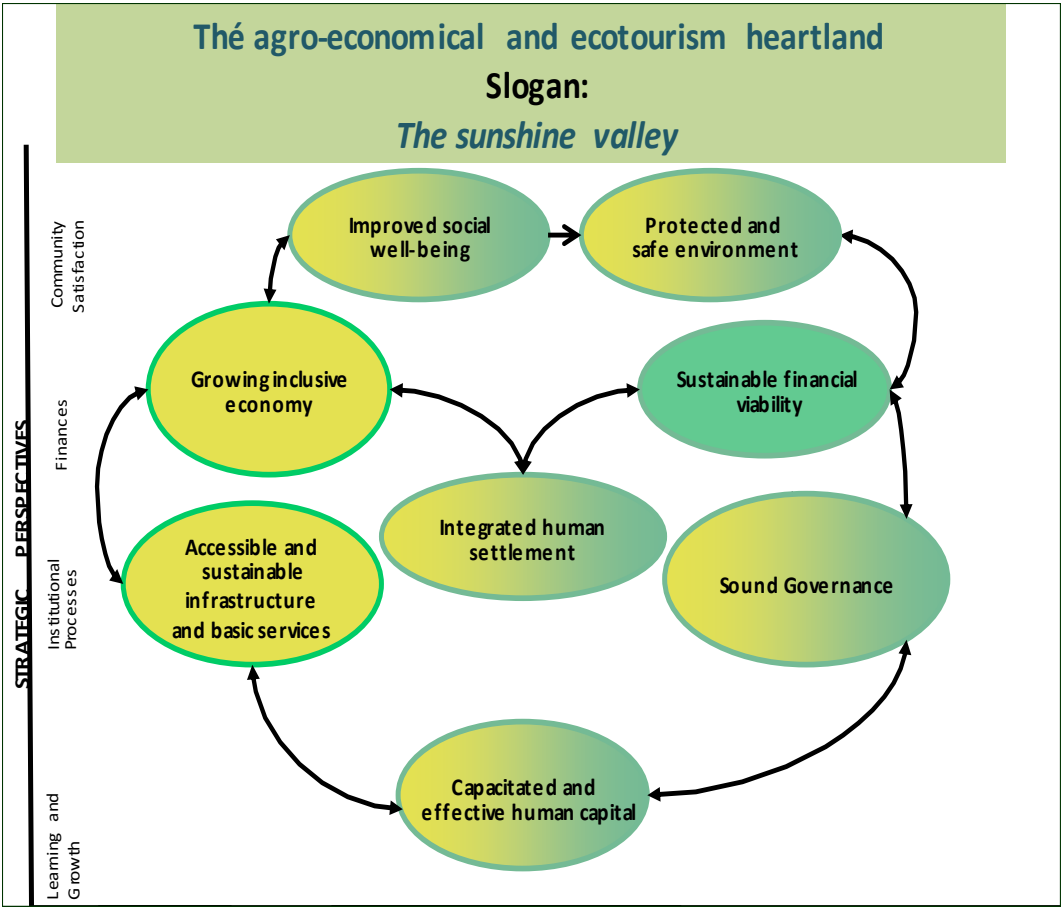 Thé agro-economical and ecotourism heartland
Slogan:
The sunshine valley
STRATEGIC PERSPECTIVES
Community
Satisfaction
Improved social
well-being
Protected and
safe environment
Finances
Growing inclusive
economy
Sustainable financial
viability
Institutional
Processes
Accessible and
sustainable
infrastructure
and basic services
Integrated human
settlement
Sound Governance
Learning and
Growth
Capacitated and
effective human capital